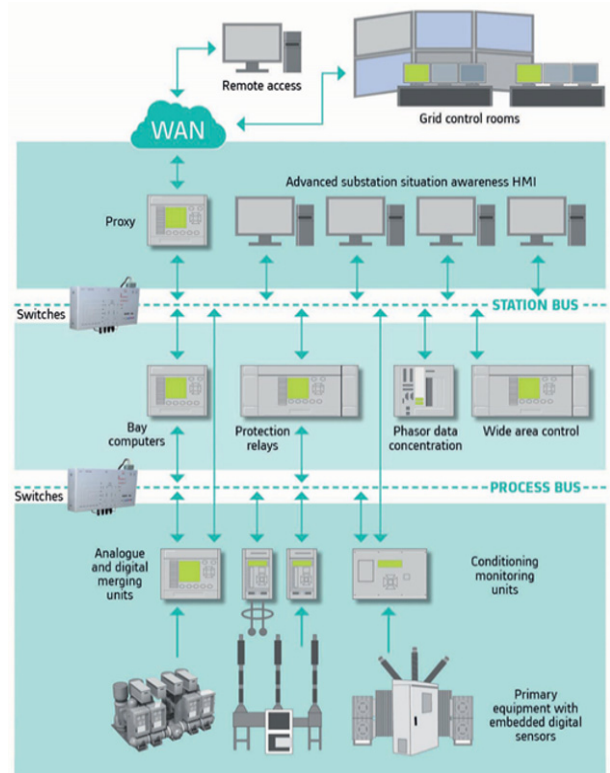 Remote access
Grid control rooms
WAN
Advanced substation situation awareness HMI
Proxy
STATION BUS
Switches
Bay
computers
Protection
relays
Phasor data
concentration
Wide area control
PROCESS BUS
Switches
Analogue
and digital
merging
units
Conditioning
monitoring
units
Primary
equipment with
embedded digital
sensors